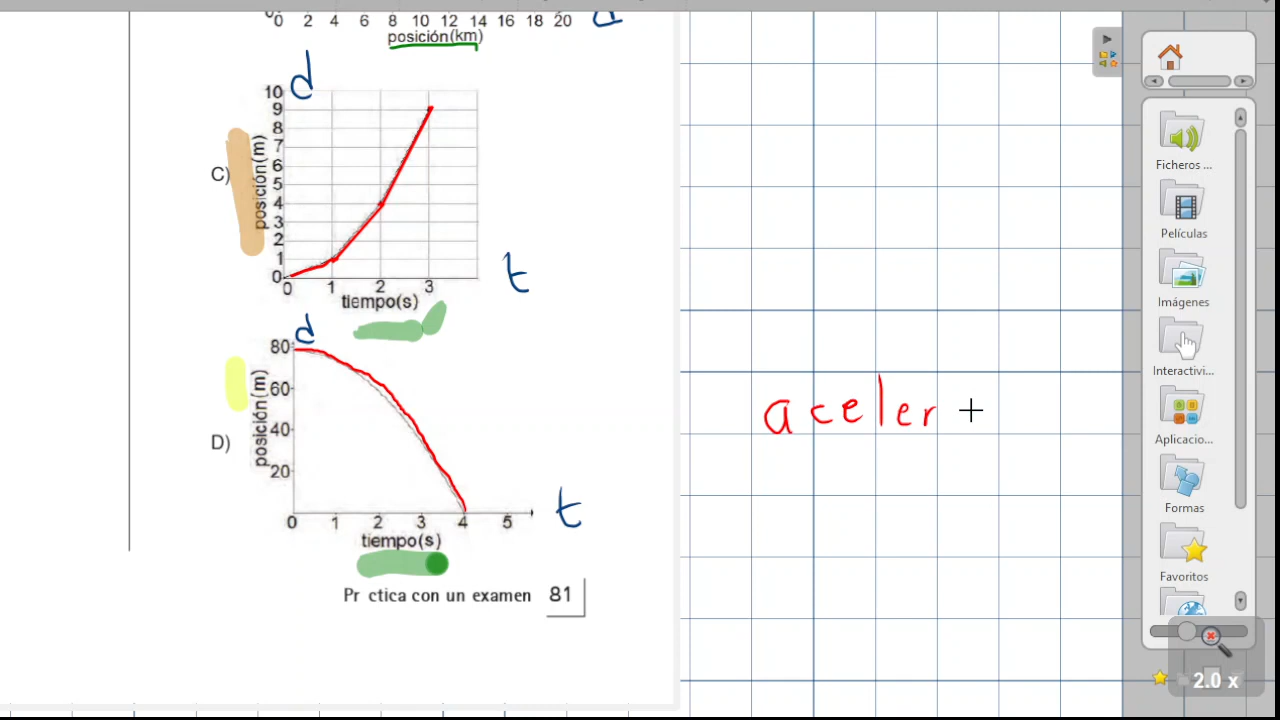 0 2 4 6 8 10 12 14 16 18 20
posición(km)
d
10
9
8
7
6
5
4
3
2
1
0
posición(m)
C)
0 1 2 3
tiempo(s)
t
d
80
60
40
20
posición(m)
D)
0 1 2 3 4 5
tiempo(s)
t
Pr ctica con un examen 81
aceler
Ficheros ...
Películas
Imágenes
Interactivi...
Aplicacio...
Formas
Favoritos
2.0 x